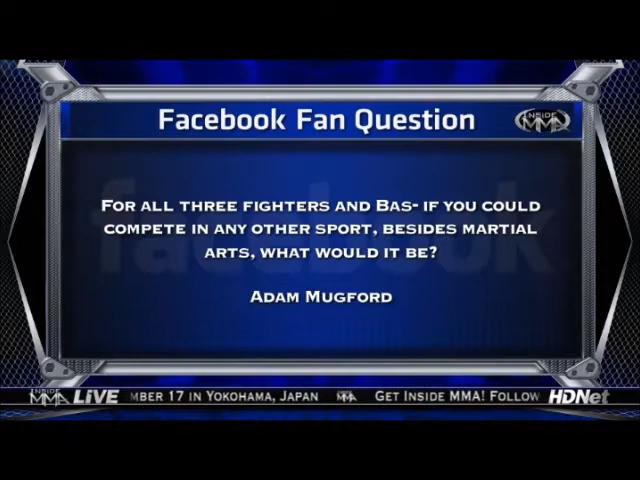 Facebook Fan Question
INSIDE MMA
FOR ALL THREE FIGHTERS AND BAS- IF YOU COULD
COMPETE IN ANY OTHER SPORT, BESIDES MARTIAL
ARTS, WHAT WOULD IT BE?
ADAM MUGFORD
facebook
INSIDE MMA LIVE MBER 17 IN YOKOHAMA, JAPAN MMA GET INSIDE MMA! FOLLOW HDNet